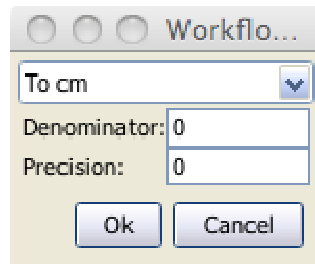 Workflo...
To cm
Denominator: 0
Precision: 0
Ok Cancel